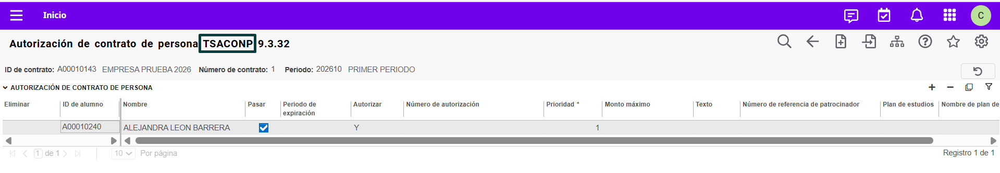 Inicio
C
Autorización de contrato de persona TSACONP 9.3.32
ID de contrato: A00010143 EMPRESA PRUEBA 2026 Número de contrato: 1 Periodo: 202610 PRIMER PERIODO
AUTORIZACIÓN DE CONTRATO DE PERSONA
Eliminar ID de alumno Nombre Pasar Periodo de expiración Autorizar Número de autorización Prioridad * Monto máximo Texto Número de referencia de patrocinador Plan de estudios Nombre de plan de
A00010240 ALEJANDRA LEON BARRERA Y 1
1 de 1 10 Por página Registro 1 de 1